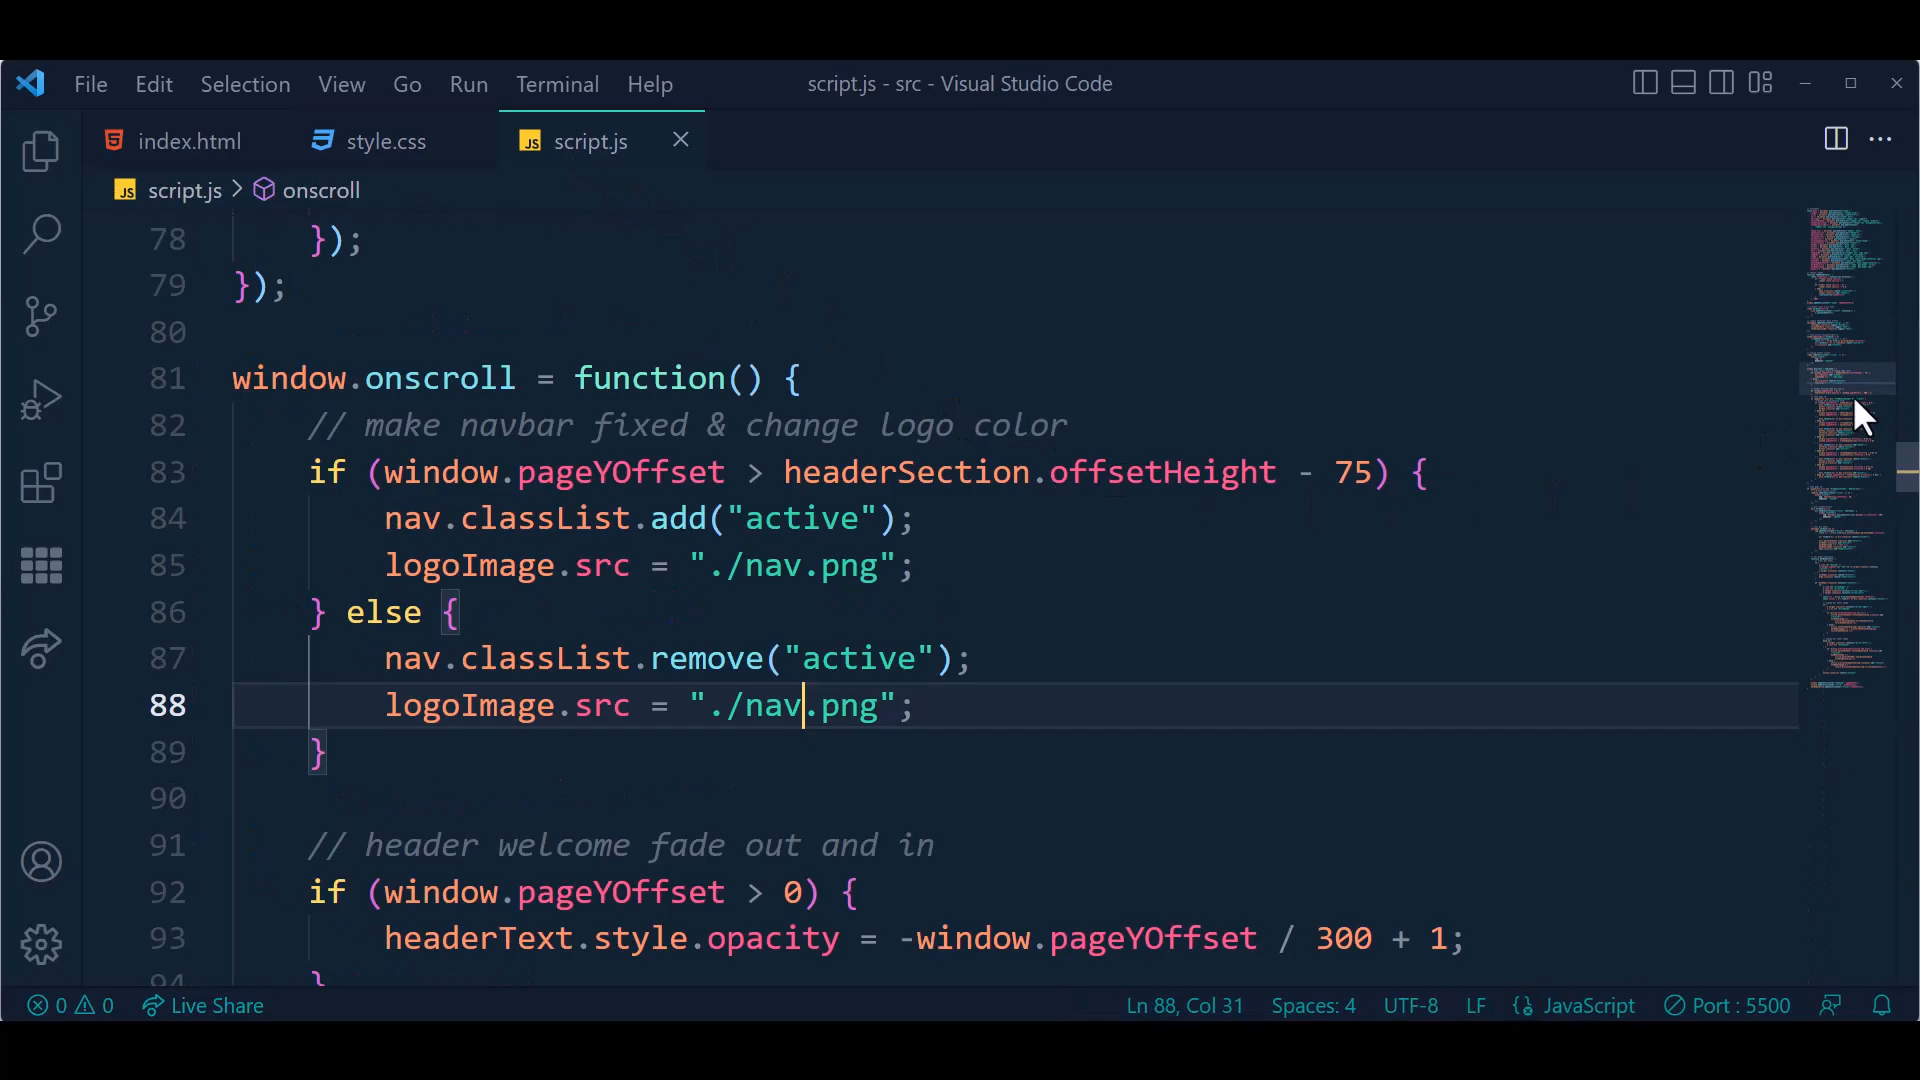 File Edit Selection View Go Run Terminal Help script.js - src - Visual Studio Code
index.html style.css script.js
script.js > onscroll
78 });
79 });
80
81 window.onscroll = function() {
82 // make navbar fixed & change logo color
83 if (window.pageYOffset > headerSection.offsetHeight - 75) {
84 nav.classList.add("active");
85 logoImage.src = "./nav.png";
86 } else {
87 nav.classList.remove("active");
88 logoImage.src = "./nav.png";
89 }
90
91 // header welcome fade out and in
92 if (window.pageYOffset > 0) {
93 headerText.style.opacity = -window.pageYOffset / 300 + 1;
94 }
0 0 Live Share Ln 88, Col 31 Spaces: 4 UTF-8 LF JavaScript Port : 5500